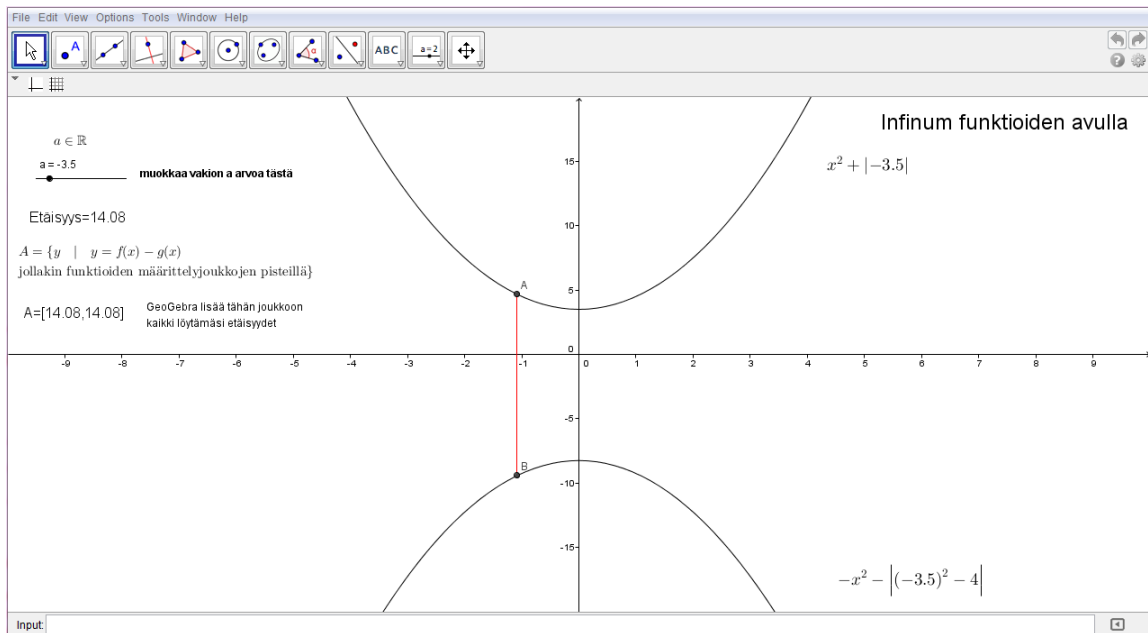 File Edit View Options Tools Window Help
A
α
ABC
a = 2
?
Infinum funktioiden avulla
a ∈ ℝ
x² + |−3.5|
a = -3.5
muokkaa vakion a arvoa tästä
Etäisyys=14.08
A = {y | y = f(x) − g(x)
jollakin funktioiden määrittelyjoukkojen pisteillä}
A=[14.08,14.08]
GeoGebra lisää tähän joukkoon
kaikki löytämäsi etäisyydet
15
10
5
0
-9 -8 -7 -6 -5 -4 -3 -2 -1 0 1 2 3 4 5 6 7 8 9
-5
-10
-15
A
B
−x² − |(−3.5)² − 4|
Input: